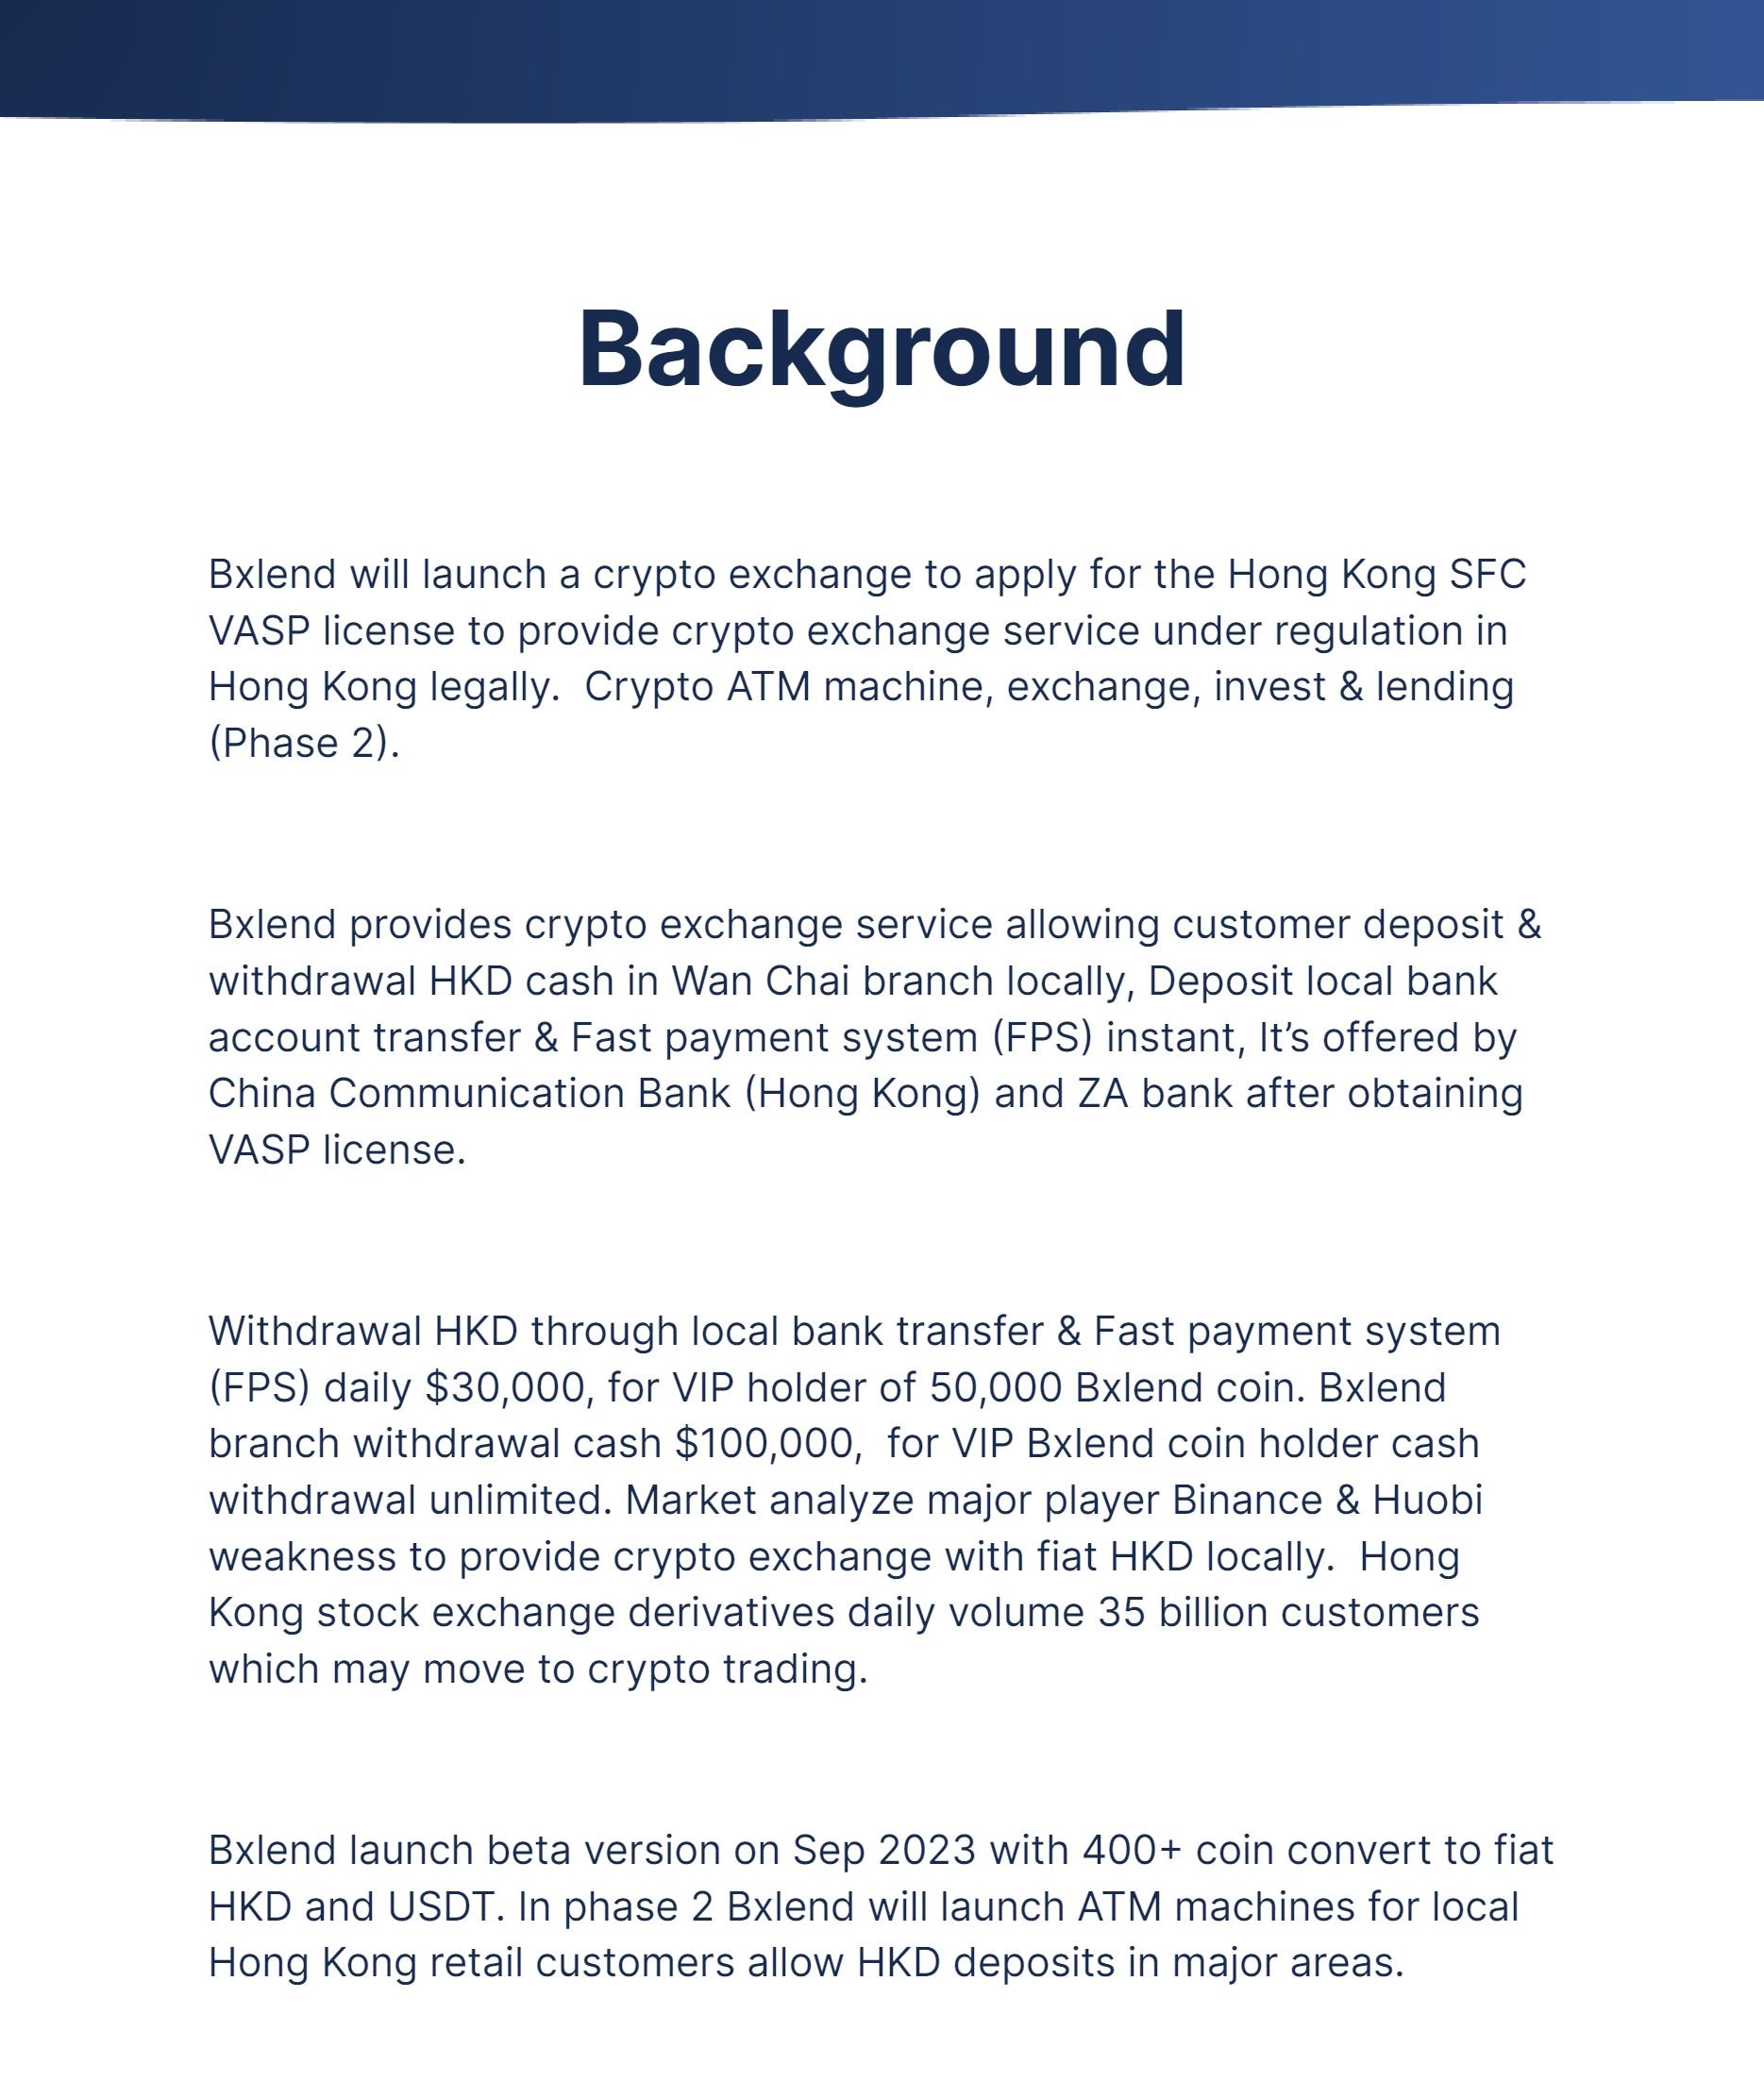 Background
Bxlend will launch a crypto exchange to apply for the Hong Kong SFC
VASP license to provide crypto exchange service under regulation in
Hong Kong legally.  Crypto ATM machine, exchange, invest & lending
(Phase 2).
Bxlend provides crypto exchange service allowing customer deposit &
withdrawal HKD cash in Wan Chai branch locally, Deposit local bank
account transfer & Fast payment system (FPS) instant, It’s offered by
China Communication Bank (Hong Kong) and ZA bank after obtaining
VASP license.
Withdrawal HKD through local bank transfer & Fast payment system
(FPS) daily $30,000, for VIP holder of 50,000 Bxlend coin. Bxlend
branch withdrawal cash $100,000,  for VIP Bxlend coin holder cash
withdrawal unlimited. Market analyze major player Binance & Huobi
weakness to provide crypto exchange with fiat HKD locally.  Hong
Kong stock exchange derivatives daily volume 35 billion customers
which may move to crypto trading.
Bxlend launch beta version on Sep 2023 with 400+ coin convert to fiat
HKD and USDT. In phase 2 Bxlend will launch ATM machines for local
Hong Kong retail customers allow HKD deposits in major areas.